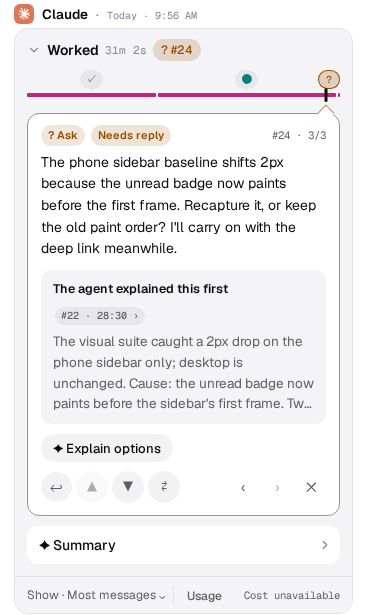 Claude · Today · 9:56 AM
Worked 31m 2s ? #24
?
? Ask Needs reply #24 · 3/3
The phone sidebar baseline shifts 2px
because the unread badge now paints
before the first frame. Recapture it, or keep
the old paint order? I'll carry on with the
deep link meanwhile.
The agent explained this first
#22 · 28:30 ›
The visual suite caught a 2px drop on the
phone sidebar only; desktop is
unchanged. Cause: the unread badge now
paints before the sidebar's first frame. Tw…
Explain options
Summary
Show · Most messages Usage Cost unavailable